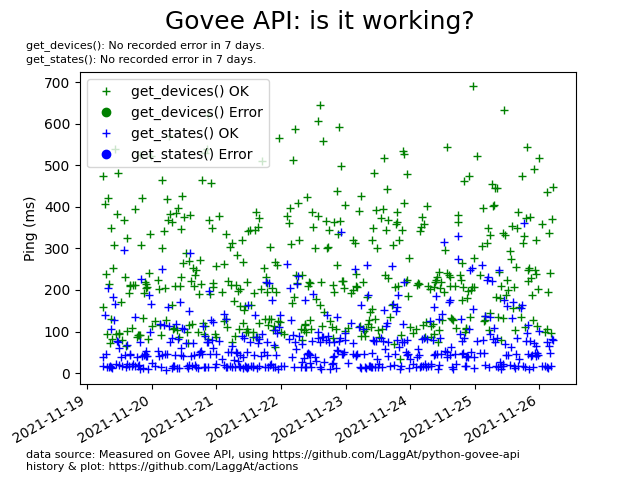 Govee API: is it working?
get_devices(): No recorded error in 7 days.
get_states(): No recorded error in 7 days.
get_devices() OK
get_devices() Error
get_states() OK
get_states() Error
Ping (ms)
700
600
500
400
300
200
100
0
2021-11-19
2021-11-20
2021-11-21
2021-11-22
2021-11-23
2021-11-24
2021-11-25
2021-11-26
data source: Measured on Govee API, using https://github.com/LaggAt/python-govee-api
history & plot: https://github.com/LaggAt/actions